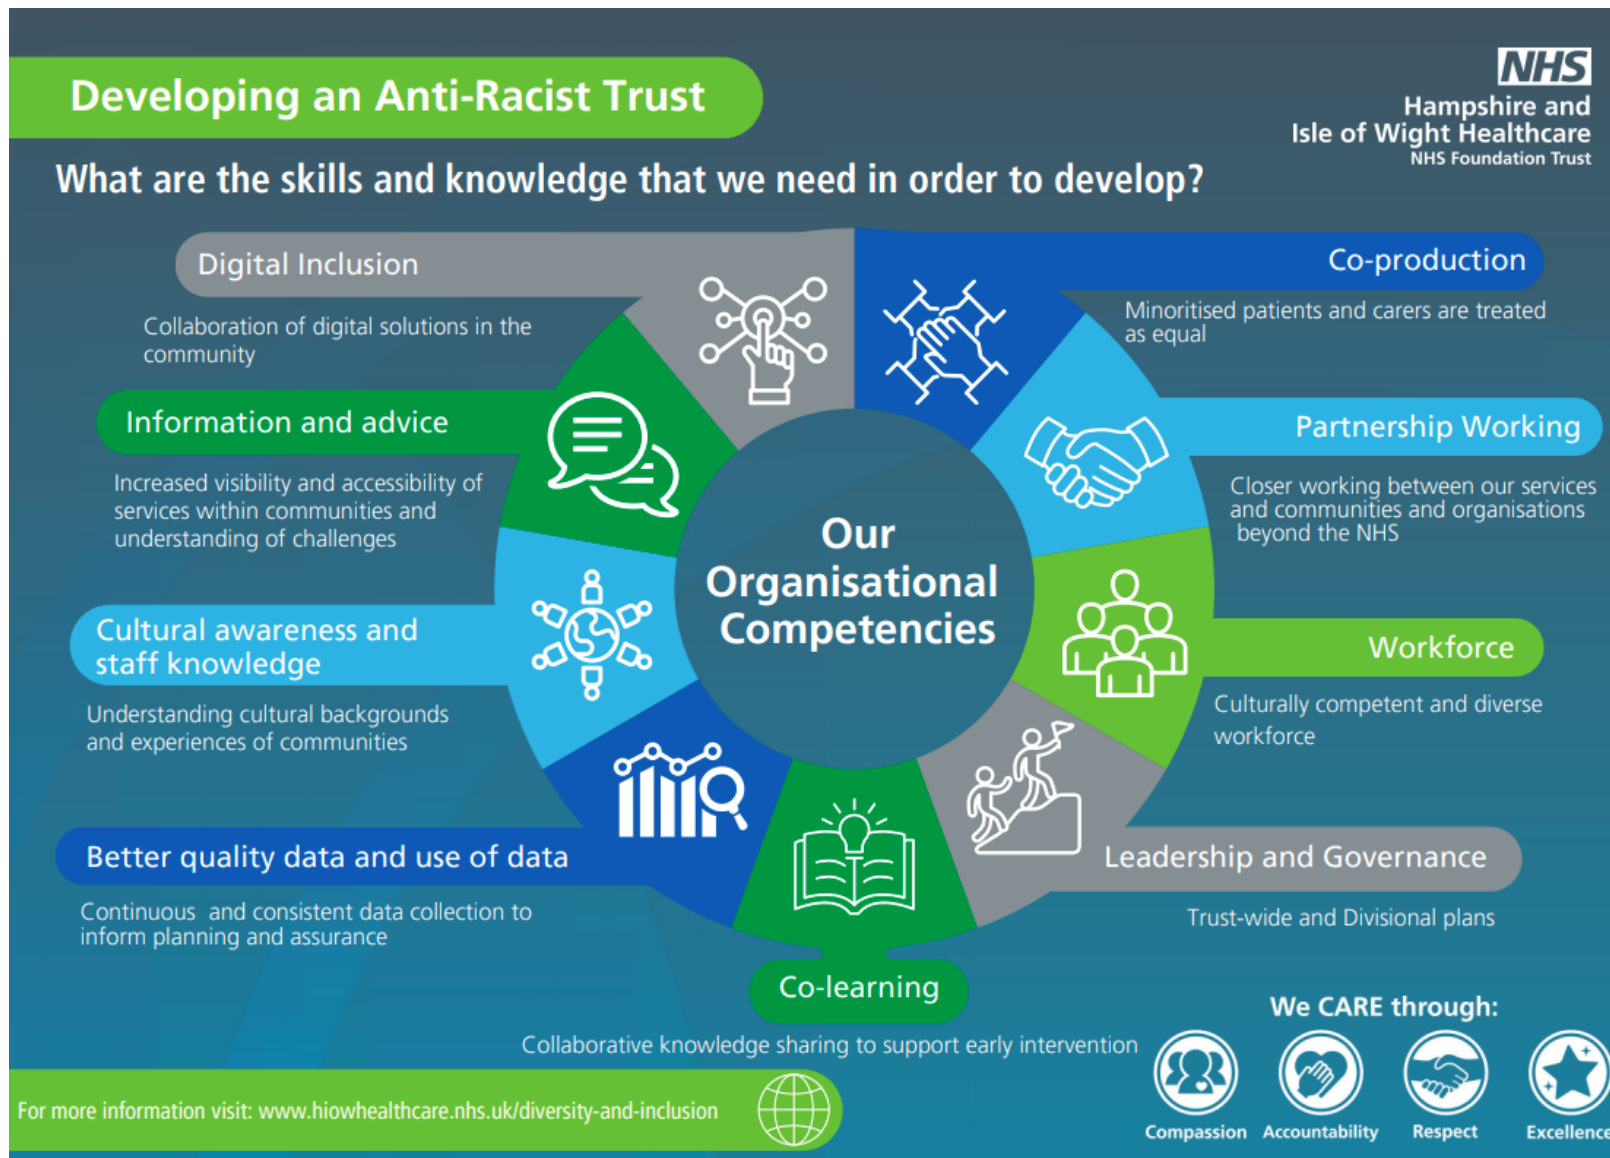 Developing an Anti-Racist Trust
NHS
Hampshire and
Isle of Wight Healthcare
NHS Foundation Trust
What are the skills and knowledge that we need in order to develop?
Digital Inclusion
Collaboration of digital solutions in the
community
Information and advice
Increased visibility and accessibility of
services within communities and
understanding of challenges
Cultural awareness and
staff knowledge
Understanding cultural backgrounds
and experiences of communities
Better quality data and use of data
Continuous and consistent data collection to
inform planning and assurance
Our
Organisational
Competencies
Co-production
Minoritised patients and carers are treated
as equal
Partnership Working
Closer working between our services
and communities and organisations
beyond the NHS
Workforce
Culturally competent and diverse
workforce
Leadership and Governance
Trust-wide and Divisional plans
Co-learning
Collaborative knowledge sharing to support early intervention
We CARE through:
Compassion
Accountability
Respect
Excellence
For more information visit: www.hiowhealthcare.nhs.uk/diversity-and-inclusion